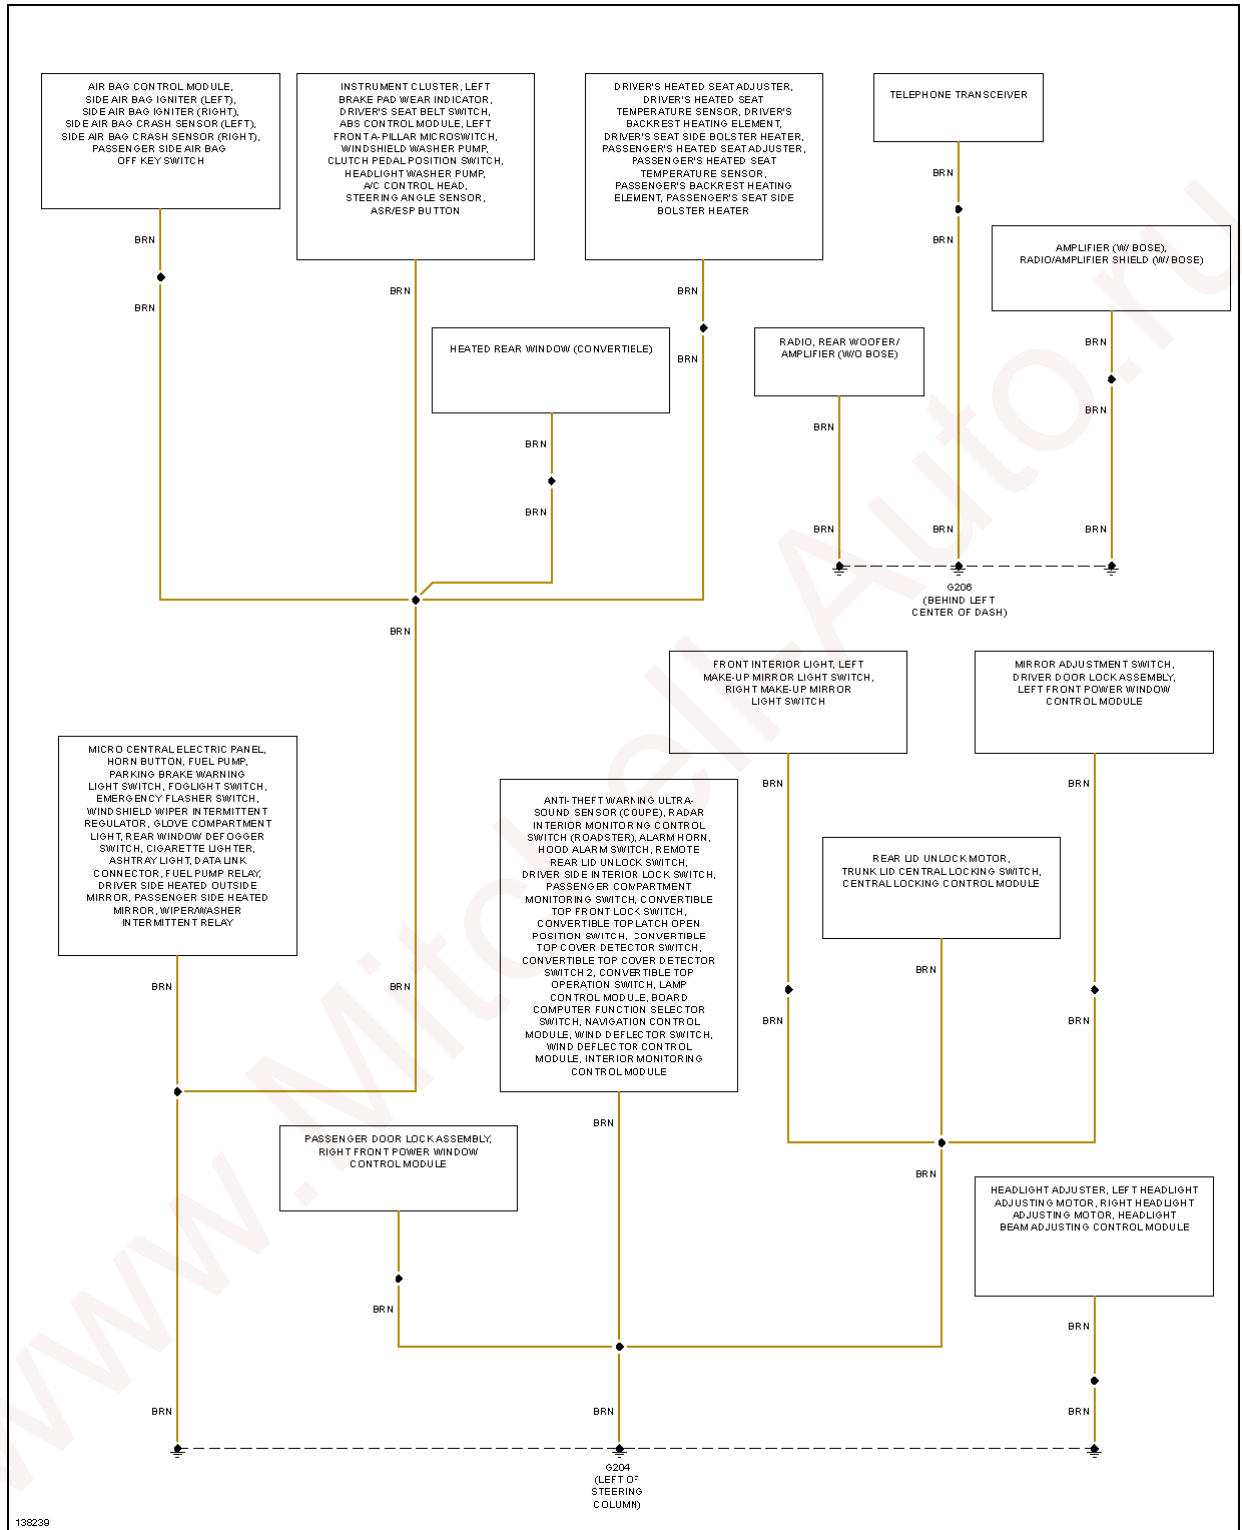 AIR BAG CONTROL MODULE,
SIDE AIR BAG IGNITER (LEFT),
SIDE AIR BAG IGNITER (RIGHT),
SIDE AIR BAG CRASH SENSOR (LEFT),
SIDE AIR BAG CRASH SENSOR (RIGHT),
PASSENGER SIDE AIR BAG
OFF KEY SWITCH
BRN
BRN
INSTRUMENT CLUSTER, LEFT
BRAKE PAD WEAR INDICATOR,
DRIVER'S SEAT BELT SWITCH,
ABS CONTROL MODULE, LEFT
FRONT A-PILLAR MICROSWITCH,
WINDSHIELD WASHER PUMP,
CLUTCH PEDAL POSITION SWITCH,
HEADLIGHT WASHER PUMP,
A/C CONTROL HEAD,
STEERING ANGLE SENSOR,
ASR/ESP BUTTON
BRN
DRIVER'S HEATED SEAT ADJUSTER,
DRIVER'S HEATED SEAT
TEMPERATURE SENSOR, DRIVER'S
BACKREST HEATING ELEMENT,
DRIVER'S SEAT SIDE BOLSTER HEATER,
PASSENGER'S HEATED SEAT ADJUSTER,
PASSENGER'S HEATED SEAT
TEMPERATURE SENSOR,
PASSENGER'S BACKREST HEATING
ELEMENT, PASSENGER'S SEAT SIDE
BOLSTER HEATER
BRN
BRN
TELEPHONE TRANSCEIVER
BRN
BRN
AMPLIFIER (W/ BOSE),
RADIO/AMPLIFIER SHIELD (W/ BOSE)
BRN
BRN
HEATED REAR WINDOW (CONVERTIELE)
BRN
BRN
RADIO, REAR WOOFER/
AMPLIFIER (W/O BOSE)
BRN
BRN
BRN
BRN
G206
(BEHIND LEFT
CENTER OF DASH)
BRN
FRONT INTERIOR LIGHT, LEFT
MAKE-UP MIRROR LIGHT SWITCH,
RIGHT MAKE-UP MIRROR
LIGHT SWITCH
BRN
MIRROR ADJUSTMENT SWITCH,
DRIVER DOOR LOCK ASSEMBLY,
LEFT FRONT POWER WINDOW
CONTROL MODULE
BRN
MICRO CENTRAL ELECTRIC PANEL,
HORN BUTTON, FUEL PUMP,
PARKING BRAKE WARNING
LIGHT SWITCH, FOGLIGHT SWITCH,
EMERGENCY FLASHER SWITCH,
WINDSHIELD WIPER INTERMITTENT
REGULATOR, GLOVE COMPARTMENT
LIGHT, REAR WINDOW DEFOGGER
SWITCH, CIGARETTE LIGHTER,
ASHTRAY LIGHT, DATA LINK
CONNECTOR, FUEL PUMP RELAY,
DRIVER SIDE HEATED OUTSIDE
MIRROR, PASSENGER SIDE HEATED
MIRROR, WIPER/WASHER
INTERMITTENT RELAY
BRN
BRN
ANTI-THEFT WARNING ULTRA-
SOUND SENSOR (COUPE), RADAR
INTERIOR MONITORING CONTROL
SWITCH (ROADSTER), ALARM HORN,
HOOD ALARM SWITCH, REMOTE
REAR LID UNLOCK SWITCH,
DRIVER SIDE INTERIOR LOCK SWITCH,
PASSENGER COMPARTMENT
MONITORING SWITCH, CONVERTIBLE
TOP FRONT LOCK SWITCH,
CONVERTIBLE TOP LATCH OPEN
POSITION SWITCH, CONVERTIBLE
TOP COVER DETECTOR SWITCH,
CONVERTIBLE TOP COVER DETECTOR
SWITCH 2, CONVERTIBLE TOP
OPERATION SWITCH, LAMP
CONTROL MODULE, BOARD
COMPUTER FUNCTION SELECTOR
SWITCH, NAVIGATION CONTROL
MODULE, WIND DEFLECTOR SWITCH,
WIND DEFLECTOR CONTROL
MODULE, INTERIOR MONITORING
CONTROL MODULE
BRN
REAR LID UNLOCK MOTOR,
TRUNK LID CENTRAL LOCKING SWITCH,
CENTRAL LOCKING CONTROL MODULE
BRN
BRN
BRN
BRN
PASSENGER DOOR LOCK ASSEMBLY,
RIGHT FRONT POWER WINDOW
CONTROL MODULE
BRN
HEADLIGHT ADJUSTER, LEFT HEADLIGHT
ADJUSTING MOTOR, RIGHT HEADLIGHT
ADJUSTING MOTOR, HEADLIGHT
BEAM ADJUSTING CONTROL MODULE
BRN
BRN
BRN
BRN
G204
(LEFT OF
STEERING
COLUMN)
138239
www.Mitchell-Auto.ru